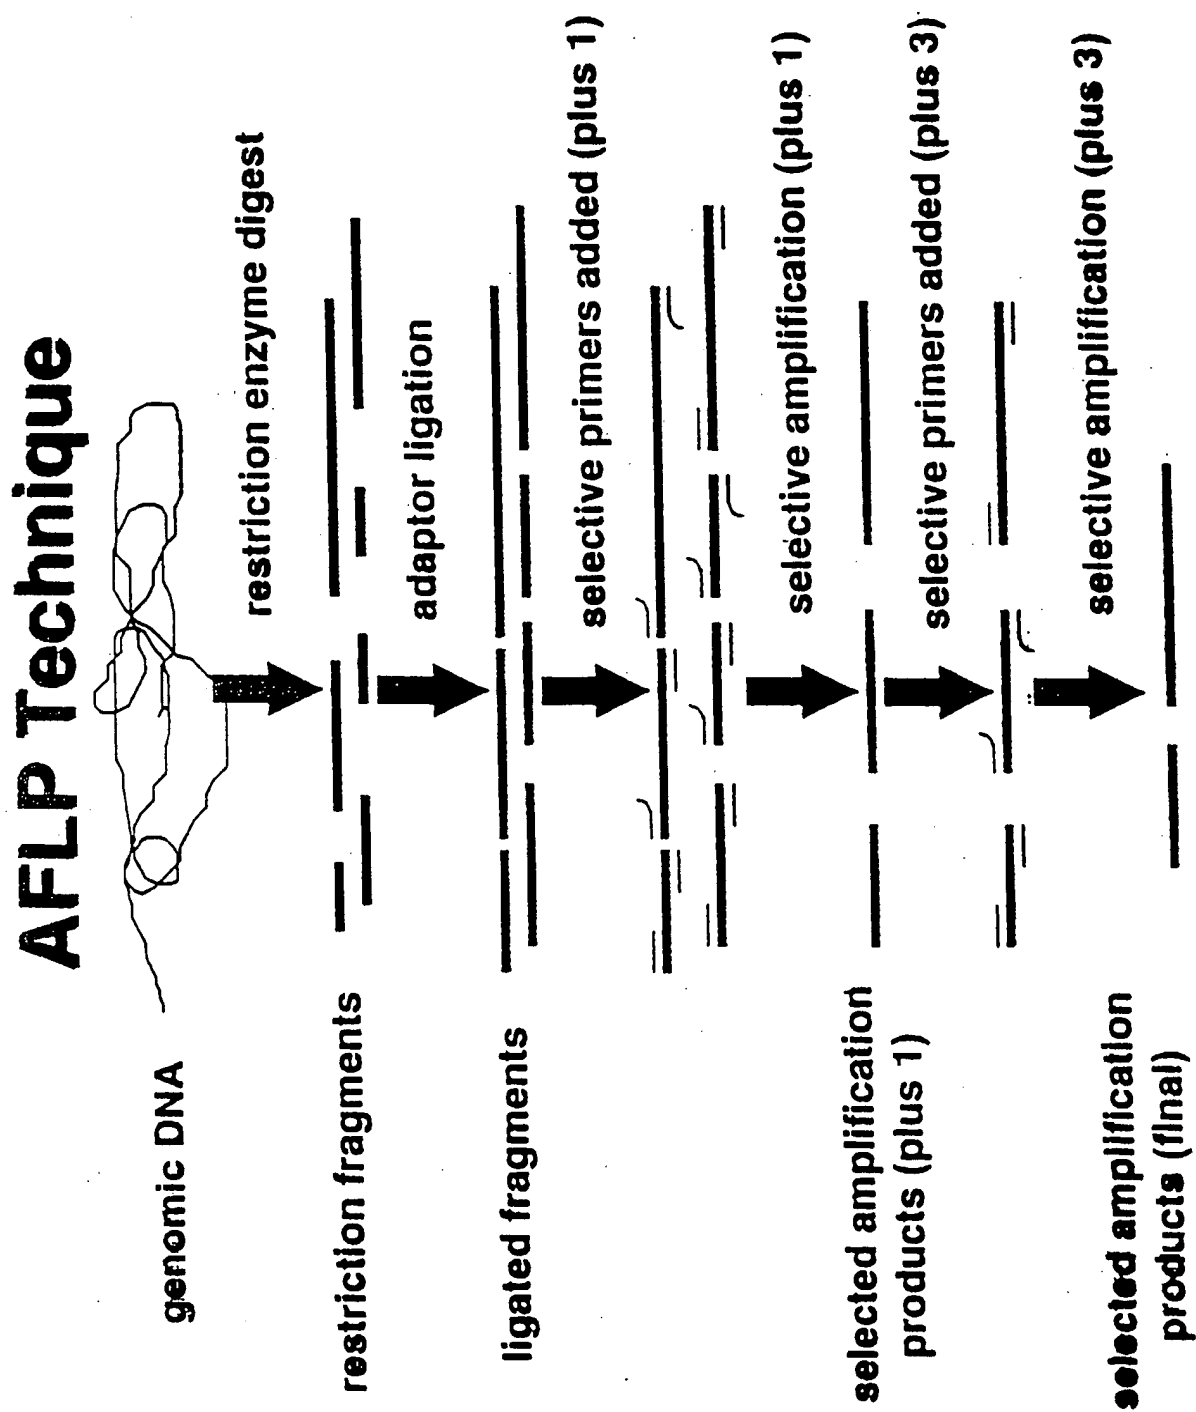 AFLP Technique
genomic DNA
restriction enzyme digest
restriction fragments
adaptor ligation
ligated fragments
selective primers added (plus 1)
selective amplification (plus 1)
selected amplification
products (plus 1)
selective primers added (plus 3)
selective amplification (plus 3)
selected amplification
products (final)